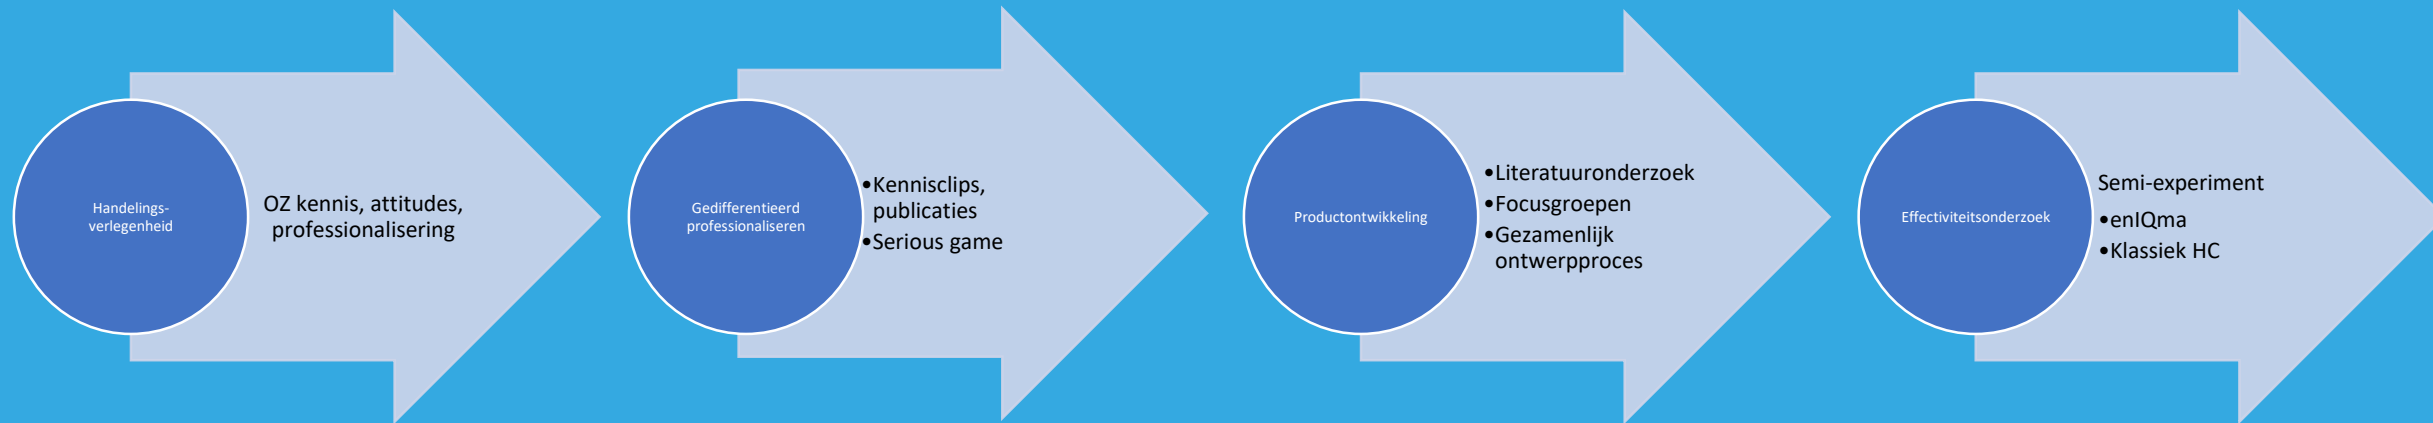 Handelings-
verlegenheid
OZ kennis, attitudes,
professionalisering
Gedifferentieerd
professionaliseren
•Kennisclips,
publicaties
•Serious game
Productontwikkeling
•Literatuuronderzoek
•Focusgroepen
•Gezamenlijk
ontwerpproces
Effectiviteitsonderzoek
Semi-experiment
•enIQma
•Klassiek HC